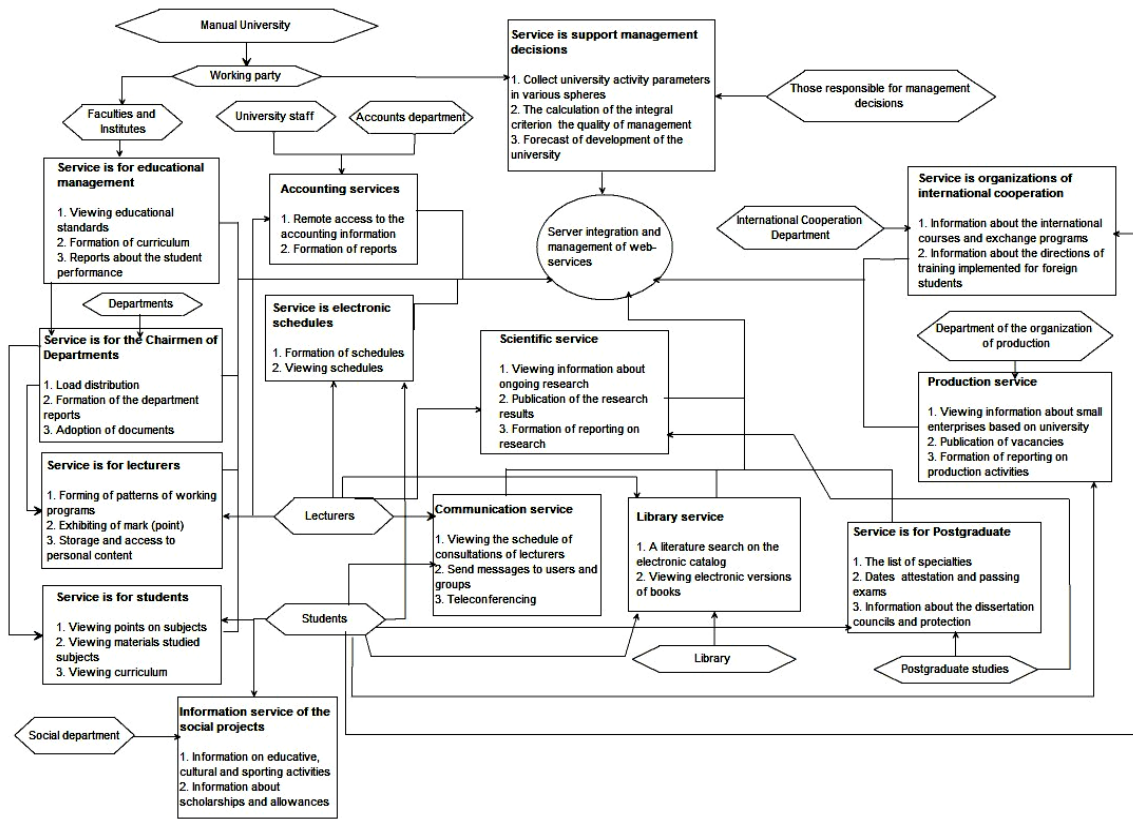 Manual University
Working party
Faculties and
Institutes
University staff
Accounts department
Service is support management
decisions
1. Collect university activity parameters
in various spheres
2. The calculation of the integral
criterion the quality of management
3. Forecast of development of the
university
Those responsible for management
decisions
Service is for educational
management
1. Viewing educational
standards
2. Formation of curriculum
3. Reports about the student
performance
Accounting services
1. Remote access to the
accounting information
2. Formation of reports
Server integration and
management of web-
services
International Cooperation
Department
Service is organizations of
international cooperation
1. Information about the international
courses and exchange programs
2. Information about the directions of
training implemented for foreign
students
Departments
Service is for the Chairmen of
Departments
1. Load distribution
2. Formation of the department
reports
3. Adoption of documents
Service is electronic
schedules
1. Formation of schedules
2. Viewing schedules
Scientific service
1. Viewing information about
ongoing research
2. Publication of the research
results
3. Formation of reporting on
research
Department of the organization
of production
Production service
1. Viewing information about small
enterprises based on university
2. Publication of vacancies
3. Formation of reporting on
production activities
Service is for lecturers
1. Forming of patterns of working
programs
2. Exhibiting of mark (point)
3. Storage and access to
personal content
Lecturers
Communication service
1. Viewing the schedule of
consultations of lecturers
2. Send messages to users and
groups
3. Teleconferencing
Library service
1. A literature search on the
electronic catalog
2. Viewing electronic versions
of books
Service is for Postgraduate
1. The list of specialties
2. Dates attestation and passing
exams
3. Information about the dissertation
councils and protection
Service is for students
1. Viewing points on subjects
2. Viewing materials studied
subjects
3. Viewing curriculum
Students
Library
Postgraduate studies
Social department
Information service of the
social projects
1. Information on educative,
cultural and sporting activities
2. Information about
scholarships and allowances